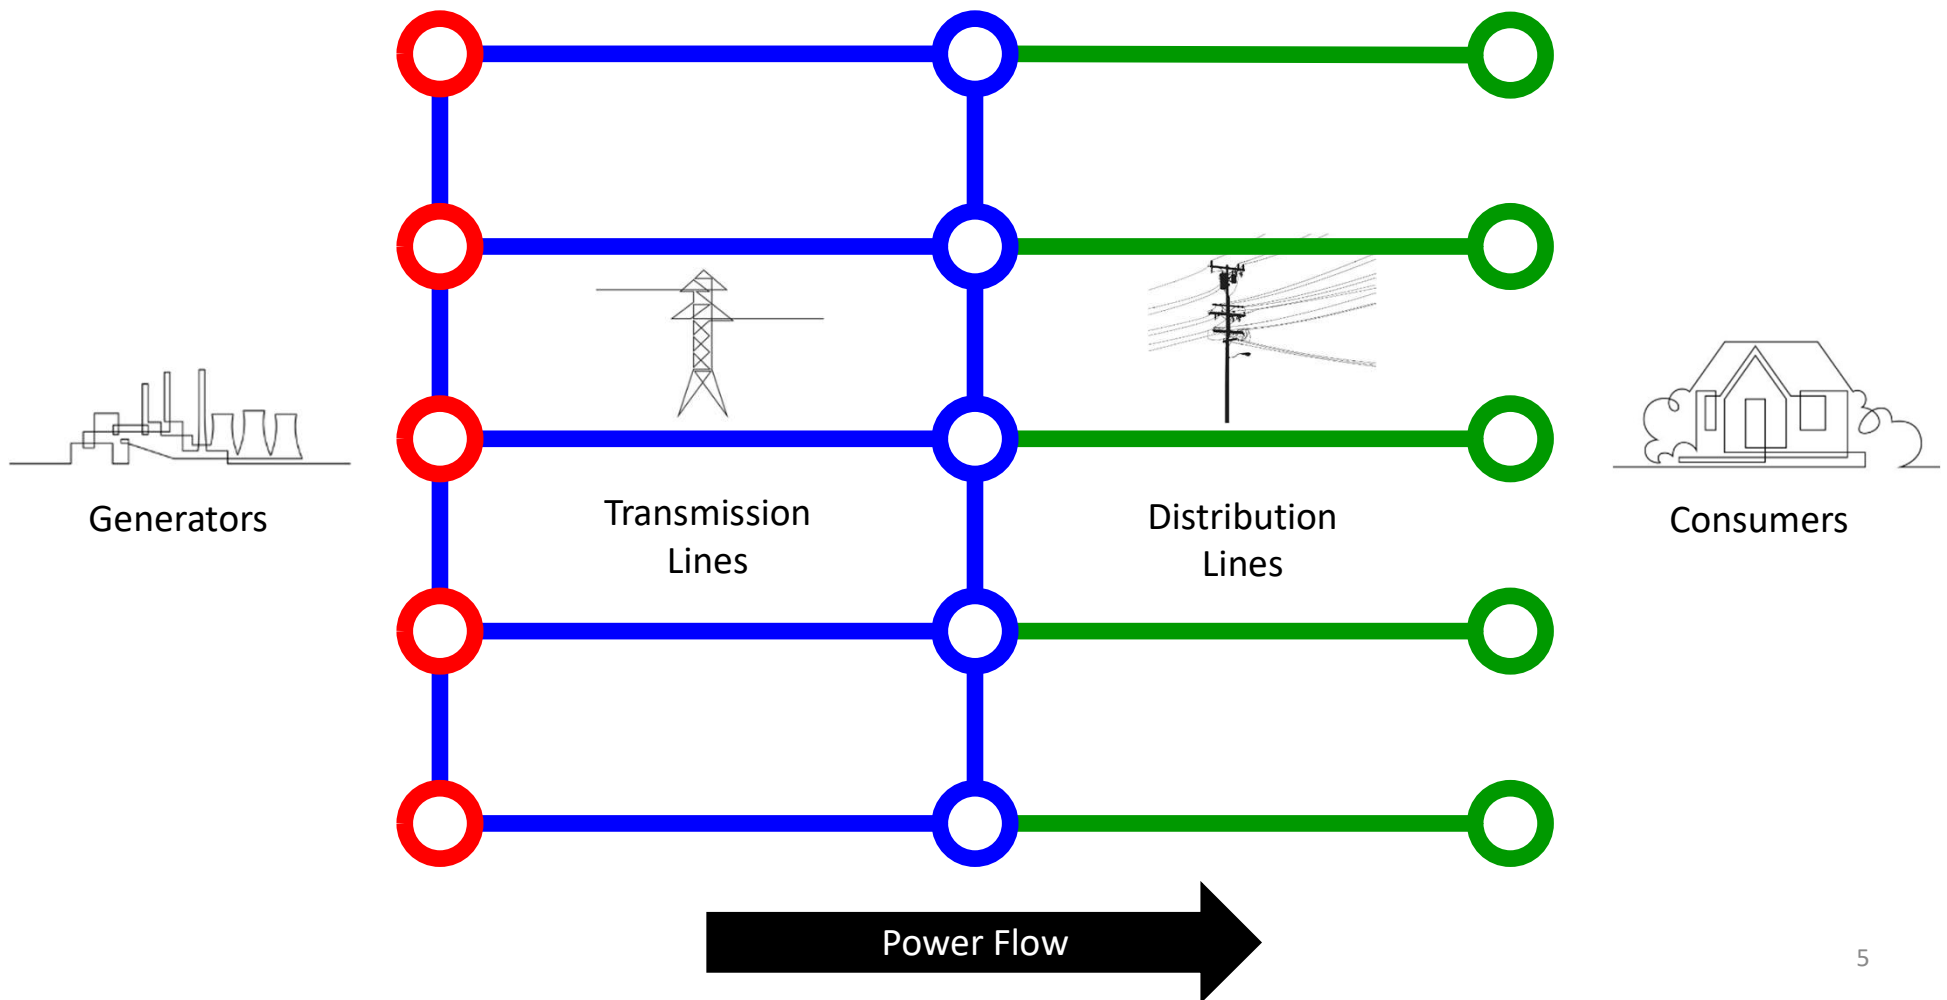 Generators
Transmission
Lines
Distribution
Lines
Consumers
Power Flow
5